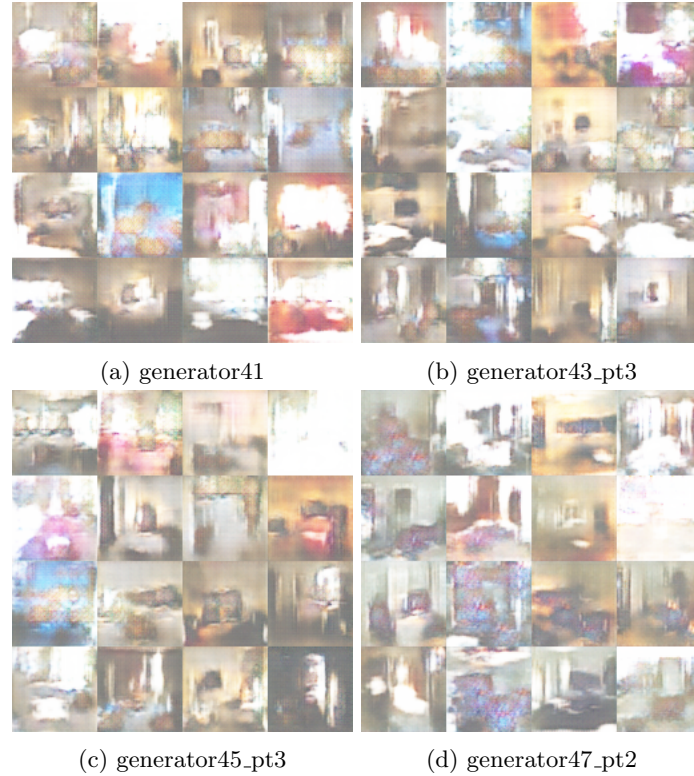 (a) generator41
(b) generator43_pt3
(c) generator45_pt3
(d) generator47_pt2